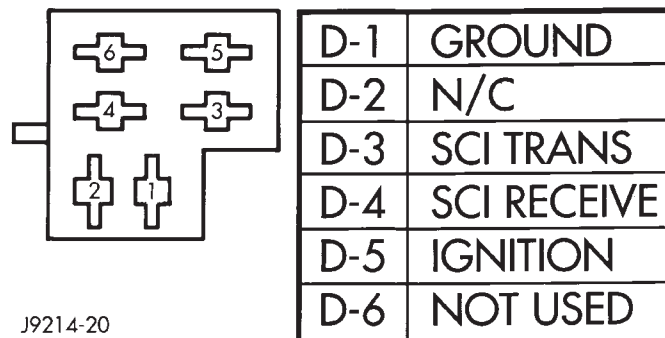 6 5
4 3
2 1
D-1 GROUND
D-2 N/C
D-3 SCI TRANS
D-4 SCI RECEIVE
D-5 IGNITION
D-6 NOT USED
J9214-20